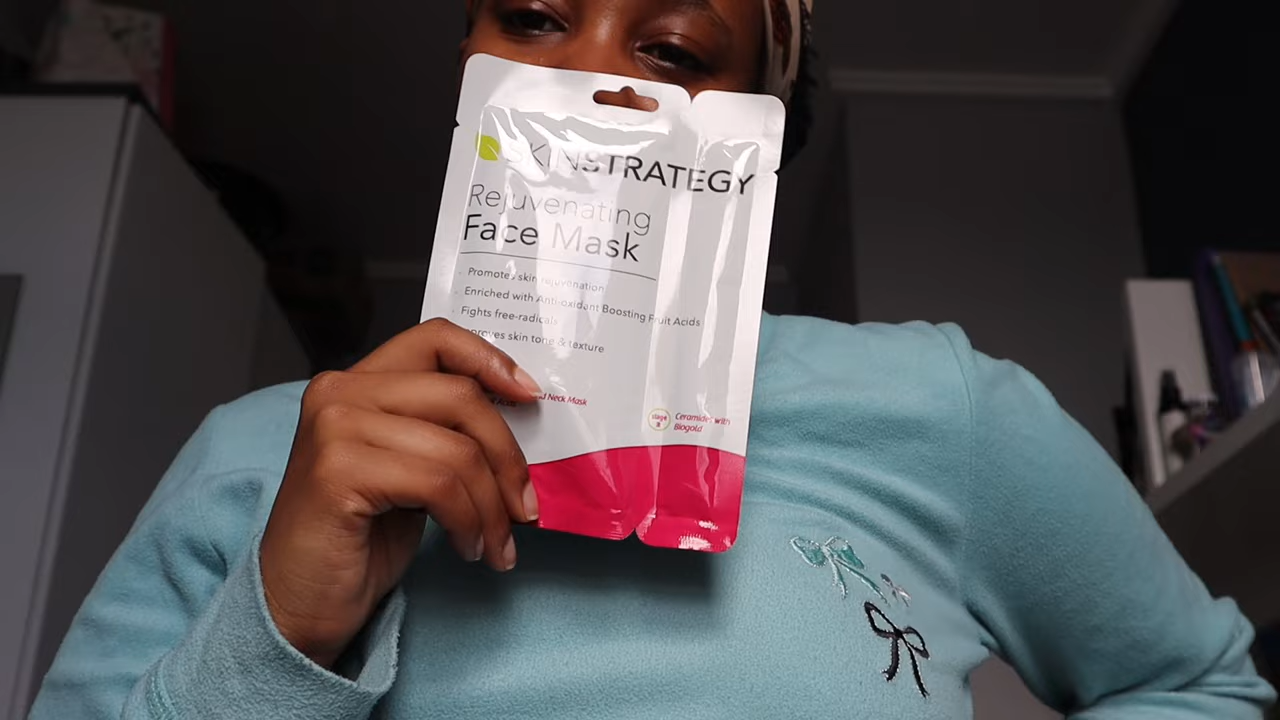 SKINSTRATEGY
Rejuvenating
Face Mask
Promotes skin rejuvenation
Enriched with Anti-oxidant Boosting Fruit Acids
Fights free-radicals
skin tone & texture
Neck Mask
stage
Ceramides with
Biogold